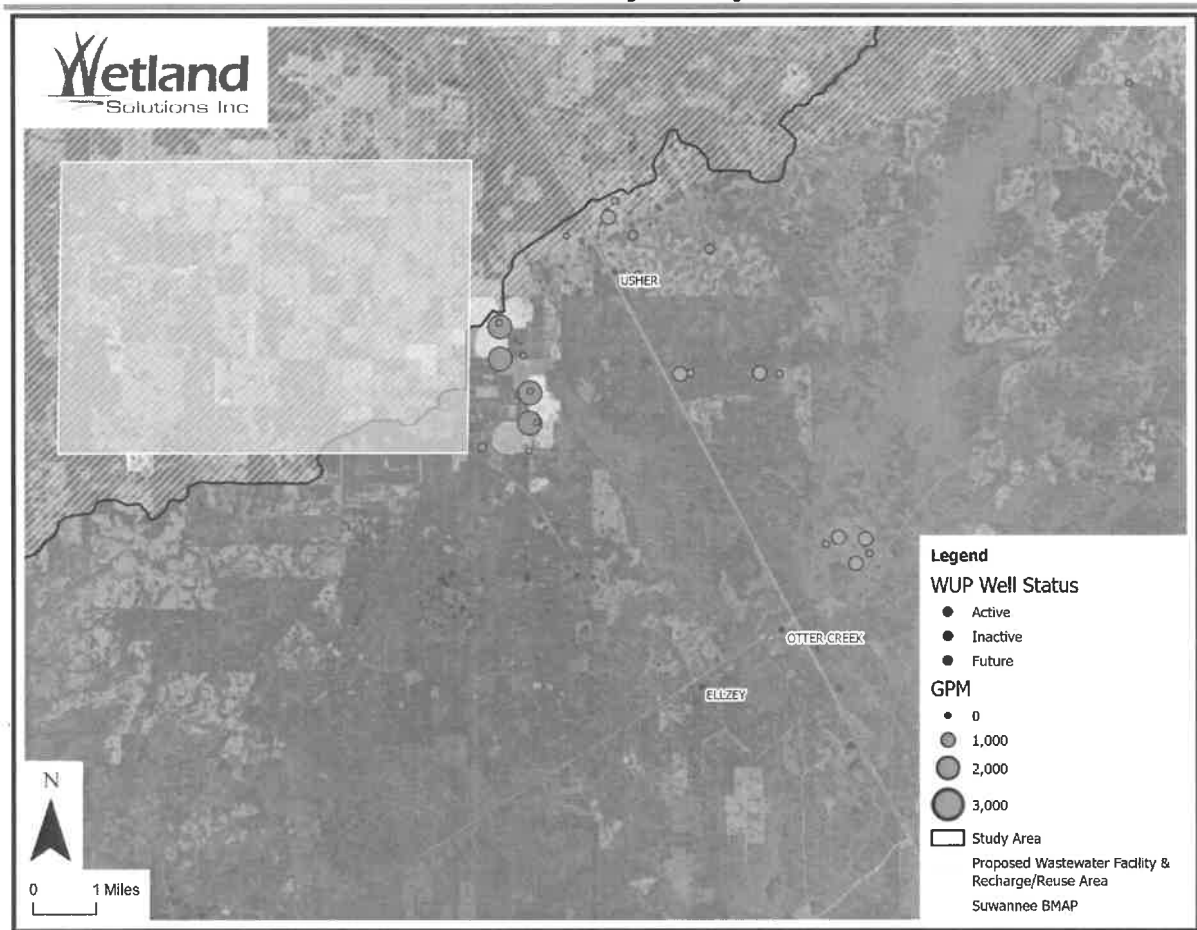 Wetland
Solutions Inc
USHER
OTTER CREEK
ELLZEY
N
0 1 Miles
Legend
WUP Well Status
Active
Inactive
Future
GPM
0
1,000
2,000
3,000
Study Area
Proposed Wastewater Facility &
Recharge/Reuse Area
Suwannee BMAP